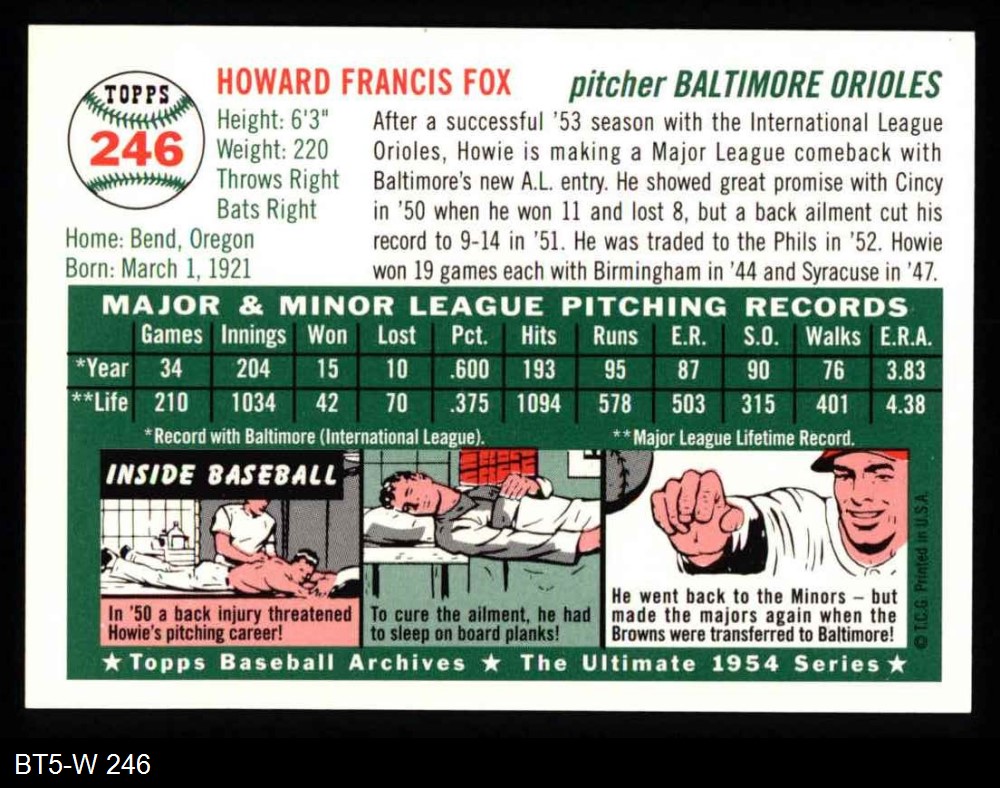 TOPPS
246
HOWARD FRANCIS FOX
pitcher BALTIMORE ORIOLES
Height: 6'3"
Weight: 220
Throws Right
Bats Right
Home: Bend, Oregon
Born: March 1, 1921
After a successful '53 season with the International League
Orioles, Howie is making a Major League comeback with
Baltimore's new A.L. entry. He showed great promise with Cincy
in '50 when he won 11 and lost 8, but a back ailment cut his
record to 9-14 in '51. He was traded to the Phils in '52. Howie
won 19 games each with Birmingham in '44 and Syracuse in '47.
MAJOR & MINOR LEAGUE PITCHING RECORDS
Games Innings Won Lost Pct. Hits Runs E.R. S.O. Walks E.R.A.
*Year 34 204 15 10 .600 193 95 87 90 76 3.83
**Life 210 1034 42 70 .375 1094 578 503 315 401 4.38
*Record with Baltimore (International League). **Major League Lifetime Record.
INSIDE BASEBALL
In '50 a back injury threatened
Howie's pitching career!
To cure the ailment, he had
to sleep on board planks!
He went back to the Minors – but
made the majors again when the
Browns were transferred to Baltimore!
© T.C.G. Printed in U.S.A.
★ Topps Baseball Archives ★ The Ultimate 1954 Series ★
BT5-W 246